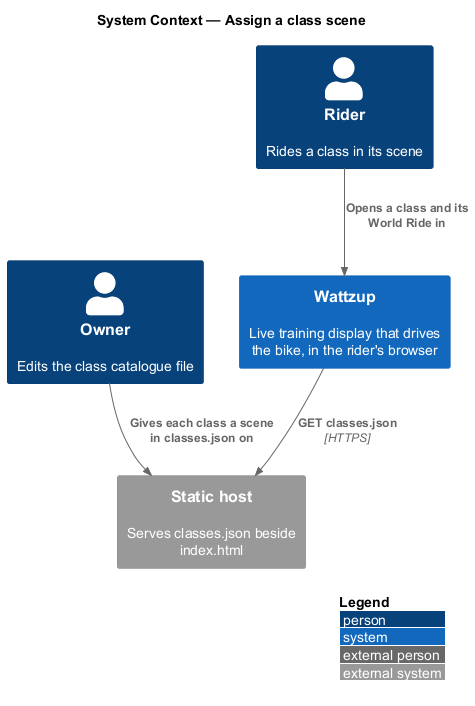 System Context — Assign a class scene
Rider
Rides a class in its scene
Opens a class and its
World Ride in
Owner
Edits the class catalogue file
Wattzup
Live training display that drives
the bike, in the rider's browser
Gives each class a scene
in classes.json on
GET classes.json
[HTTPS]
Static host
Serves classes.json beside
index.html
Legend
person
system
external person
external system